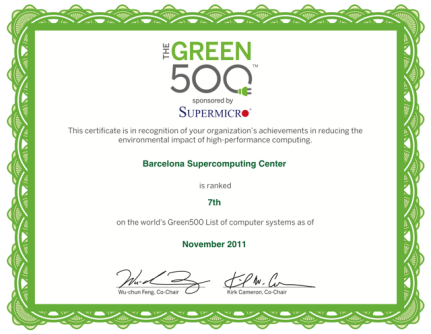 THE GREEN
500™
sponsored by
SUPERMICRO
This certificate is in recognition of your organization's achievements in reducing the
environmental impact of high-performance computing.
Barcelona Supercomputing Center
is ranked
7th
on the world's Green500 List of computer systems as of
November 2011
Wu-chun Feng, Co-Chair
Kirk Cameron, Co-Chair